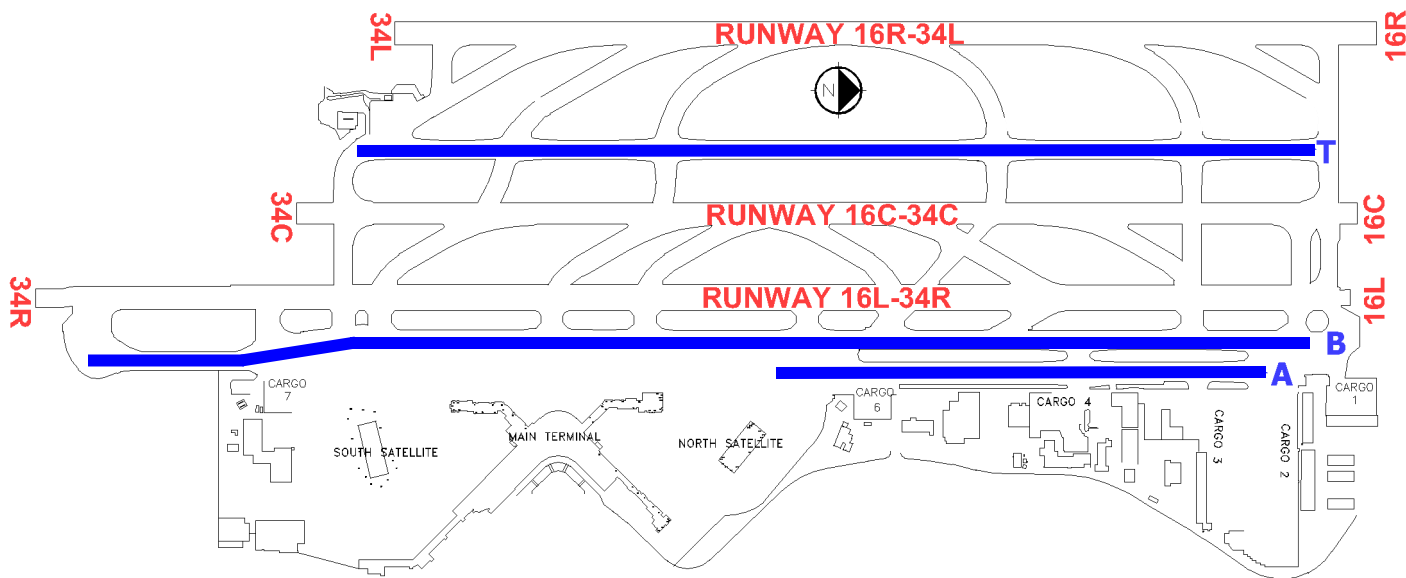 34L
RUNWAY 16R-34L
16R
N
T
34C
RUNWAY 16C-34C
16C
34R
RUNWAY 16L-34R
16L
B
A
CARGO
7
CARGO
6
CARGO 4
CARGO
1
CARGO 3
CARGO 2
MAIN TERMINAL
NORTH SATELLITE
SOUTH SATELLITE